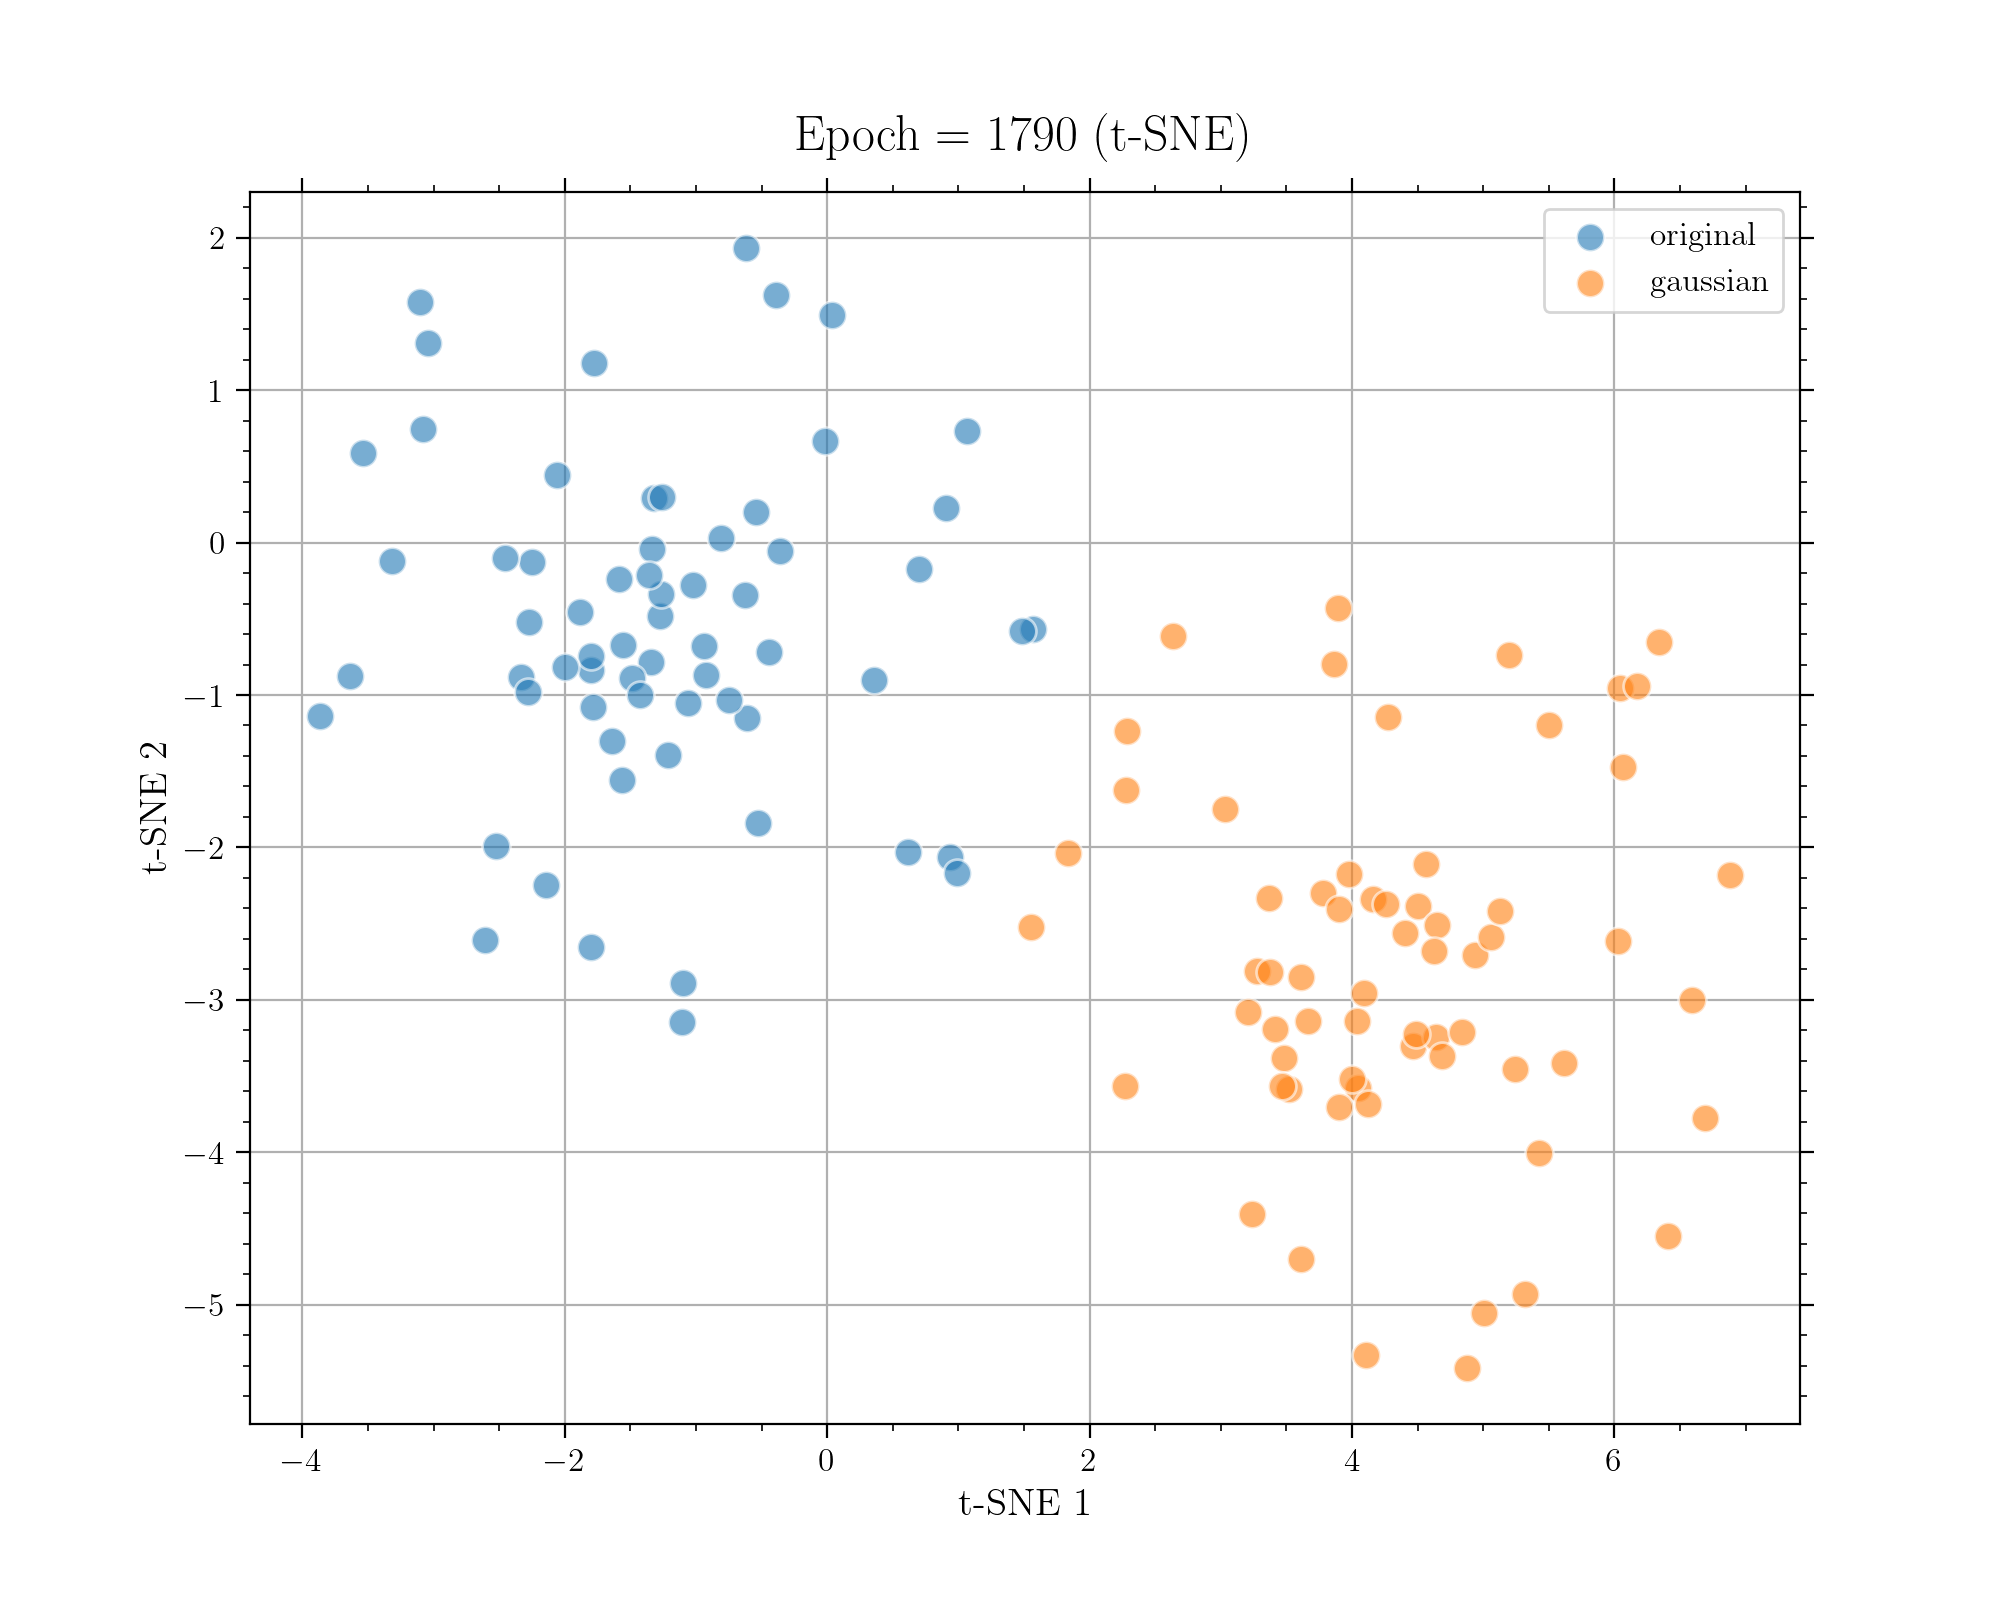 Epoch = 1790 (t-SNE)
original
gaussian
2
1
0
−1
−2
−3
−4
−5
t-SNE 2
−4 −2 0 2 4 6
t-SNE 1